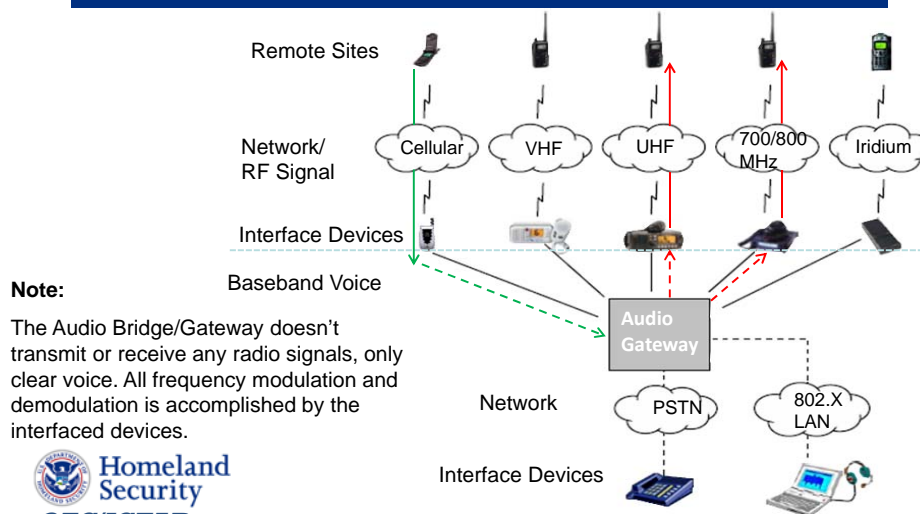 Remote Sites
Network/
RF Signal
Cellular
VHF
UHF
700/800
MHz
Iridium
Interface Devices
Baseband Voice
Note:
The Audio Bridge/Gateway doesn't
transmit or receive any radio signals, only
clear voice. All frequency modulation and
demodulation is accomplished by the
interfaced devices.
Audio
Gateway
Network
PSTN
802.X
LAN
Interface Devices
Homeland
Security